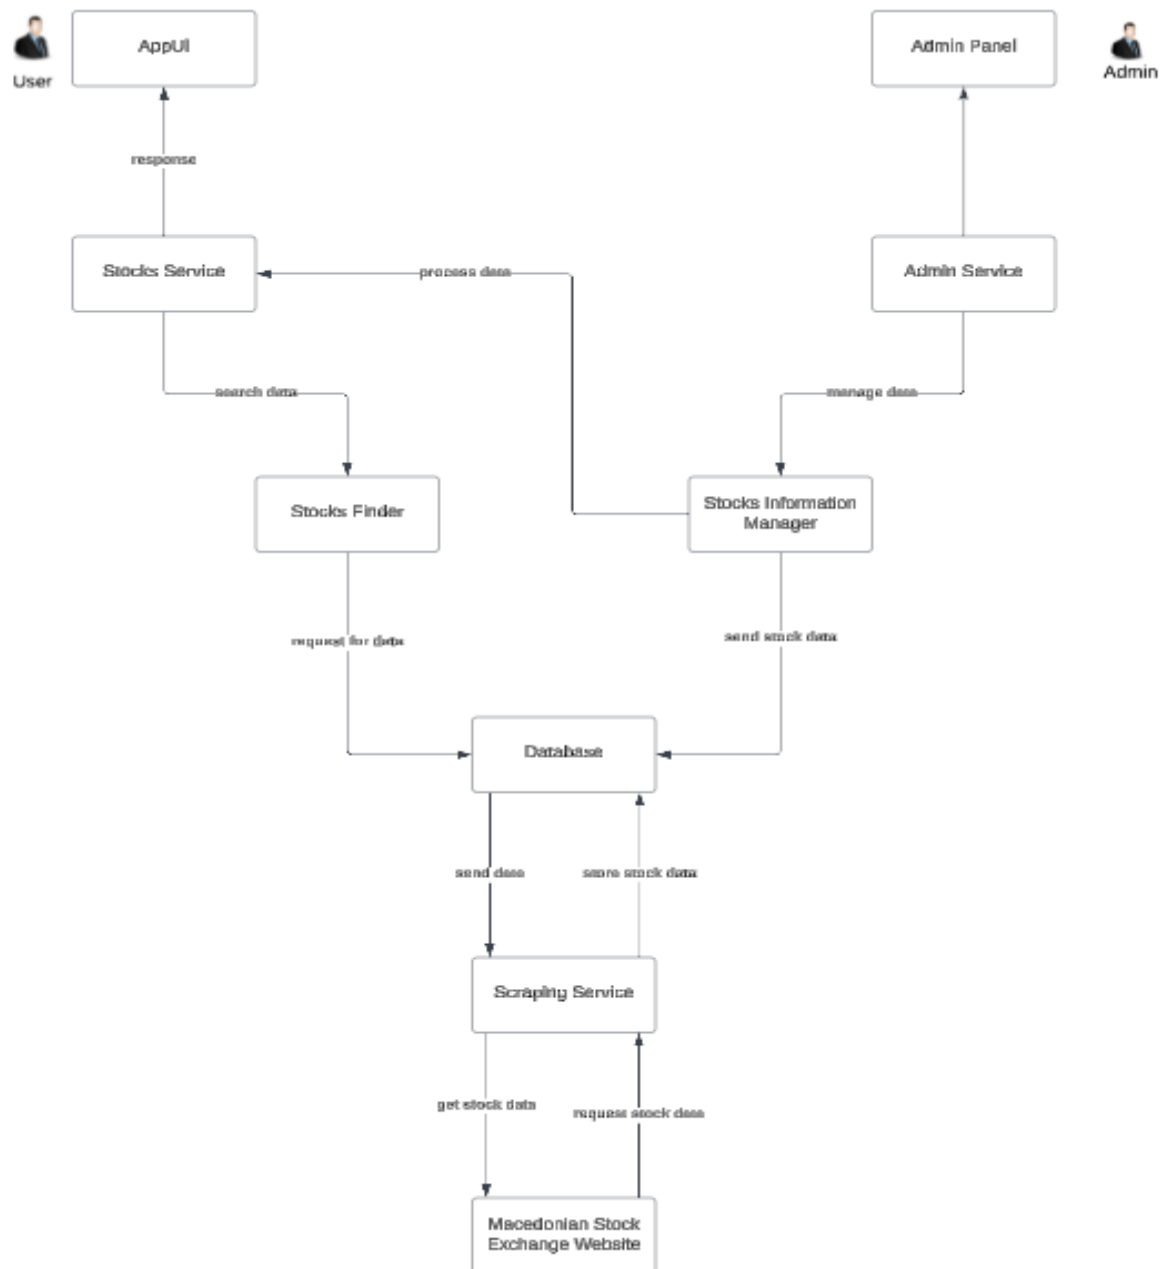 AppUI
Admin Panel
User
Admin
response
Stocks Service
process data
Admin Service
search data
manage data
Stocks Finder
Stocks Information
Manager
request for data
send stock data
Database
send data
store stock data
Scraping Service
get stock data
request stock data
Macedonian Stock
Exchange Website